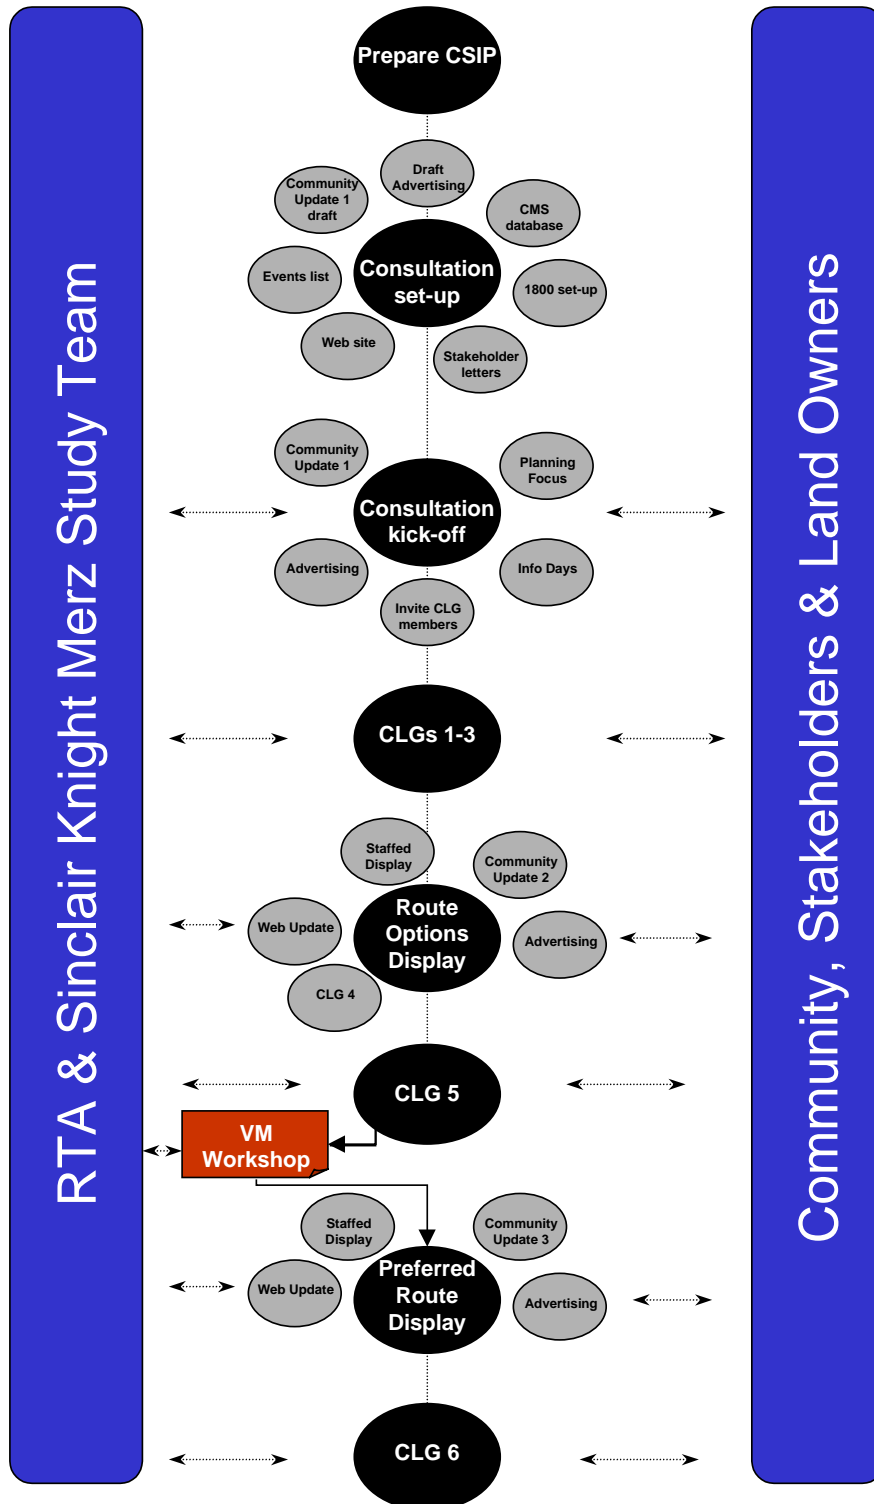 RTA & Sinclair Knight Merz Study Team
Community, Stakeholders & Land Owners
Prepare CSIP
Draft
Advertising
Community
Update 1
draft
CMS
database
Consultation
set-up
Events list
1800 set-up
Web site
Stakeholder
letters
Community
Update 1
Planning
Focus
Consultation
kick-off
Advertising
Info Days
Invite CLG
members
CLGs 1-3
Staffed
Display
Community
Update 2
Route
Options
Display
Web Update
Advertising
CLG 4
CLG 5
VM
Workshop
Staffed
Display
Community
Update 3
Preferred
Route
Display
Web Update
Advertising
CLG 6